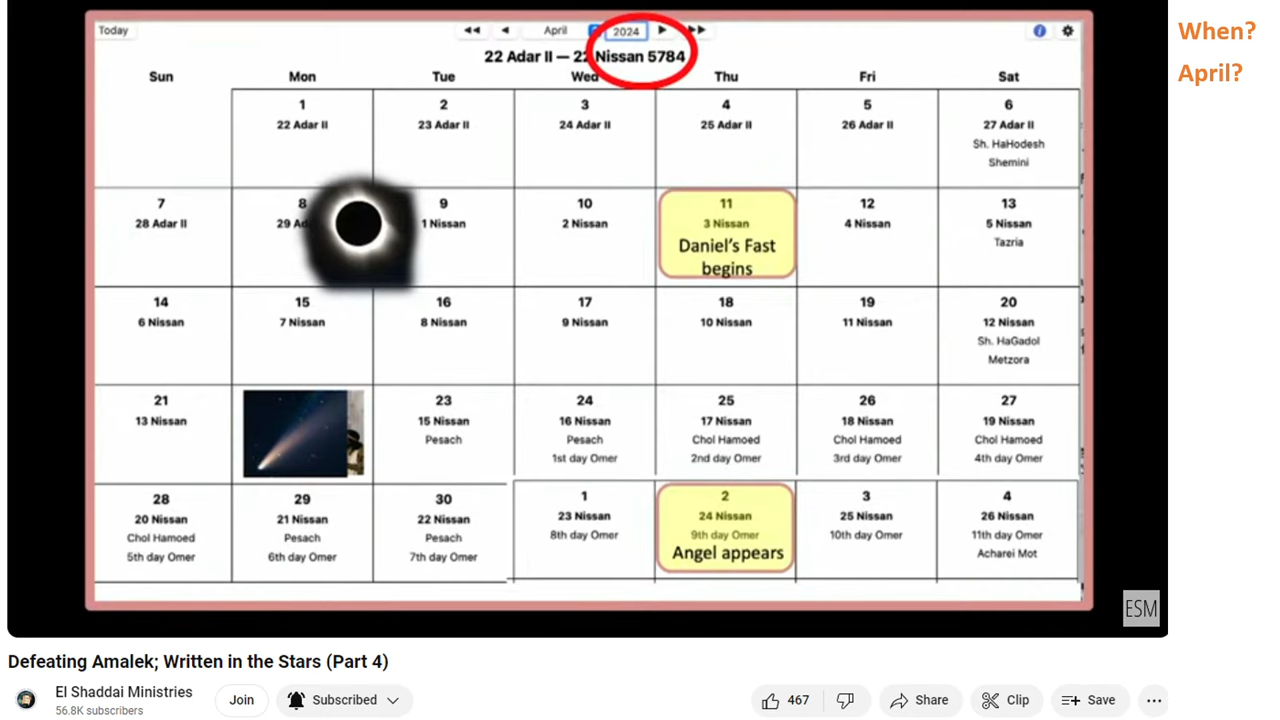 When?
April?
Today
April
2024
22 Adar II — 22 Nissan 5784
Sun Mon Tue Wed Thu Fri Sat
1
22 Adar II
2
23 Adar II
3
24 Adar II
4
25 Adar II
5
26 Adar II
6
27 Adar II
Sh. HaHodesh
Shemini
7
28 Adar II
8
9
1 Nissan
10
2 Nissan
11
3 Nissan
Daniel's Fast
begins
12
4 Nissan
13
5 Nissan
Tazria
14
6 Nissan
15
7 Nissan
16
8 Nissan
17
9 Nissan
18
10 Nissan
19
11 Nissan
20
12 Nissan
Sh. HaGadol
Metzora
21
13 Nissan
23
15 Nissan
Pesach
24
16 Nissan
Pesach
1st day Omer
25
17 Nissan
Chol Hamoed
2nd day Omer
26
18 Nissan
Chol Hamoed
3rd day Omer
27
19 Nissan
Chol Hamoed
4th day Omer
28
20 Nissan
Chol Hamoed
5th day Omer
29
21 Nissan
Pesach
6th day Omer
30
22 Nissan
Pesach
7th day Omer
1
23 Nissan
8th day Omer
2
24 Nissan
9th day Omer
Angel appears
3
25 Nissan
10th day Omer
4
26 Nissan
11th day Omer
Acharei Mot
ESM
Defeating Amalek; Written in the Stars (Part 4)
El Shaddai Ministries
56.8K subscribers
Join
Subscribed
467
Share
Clip
Save